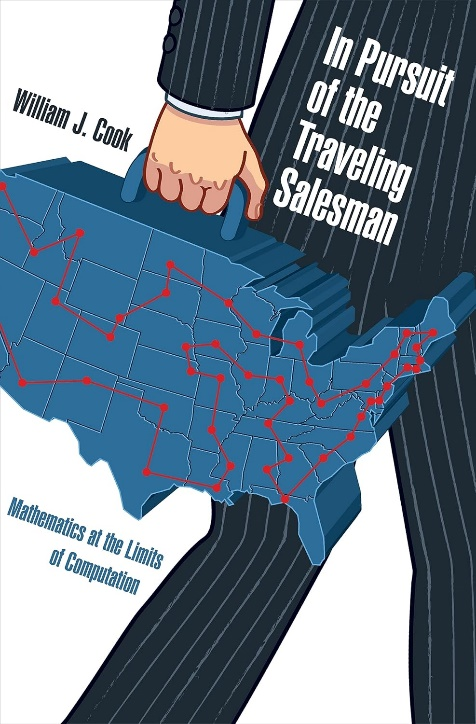 In Pursuit
of the
Traveling
Salesman
William J. Cook
Mathematics at the Limits
of Computation